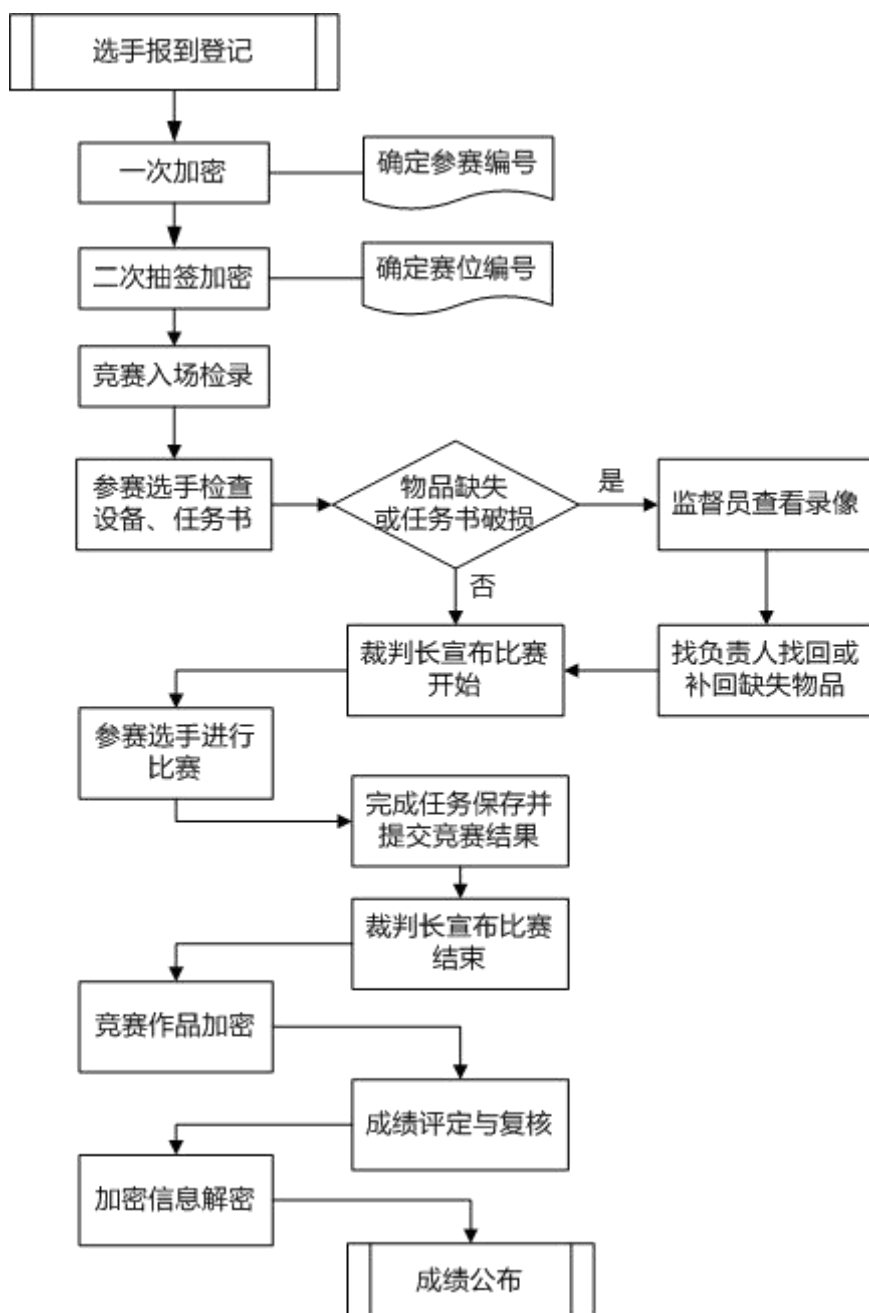 选手报到登记
一次加密
确定参赛编号
二次抽签加密
确定赛位编号
竞赛入场检录
参赛选手检查
设备、任务书
物品缺失
或任务书破损
是
监督员查看录像
否
裁判长宣布比赛
开始
找负责人找回或
补回缺失物品
参赛选手进行
比赛
完成任务保存并
提交竞赛结果
裁判长宣布比赛
结束
竞赛作品加密
成绩评定与复核
加密信息解密
成绩公布